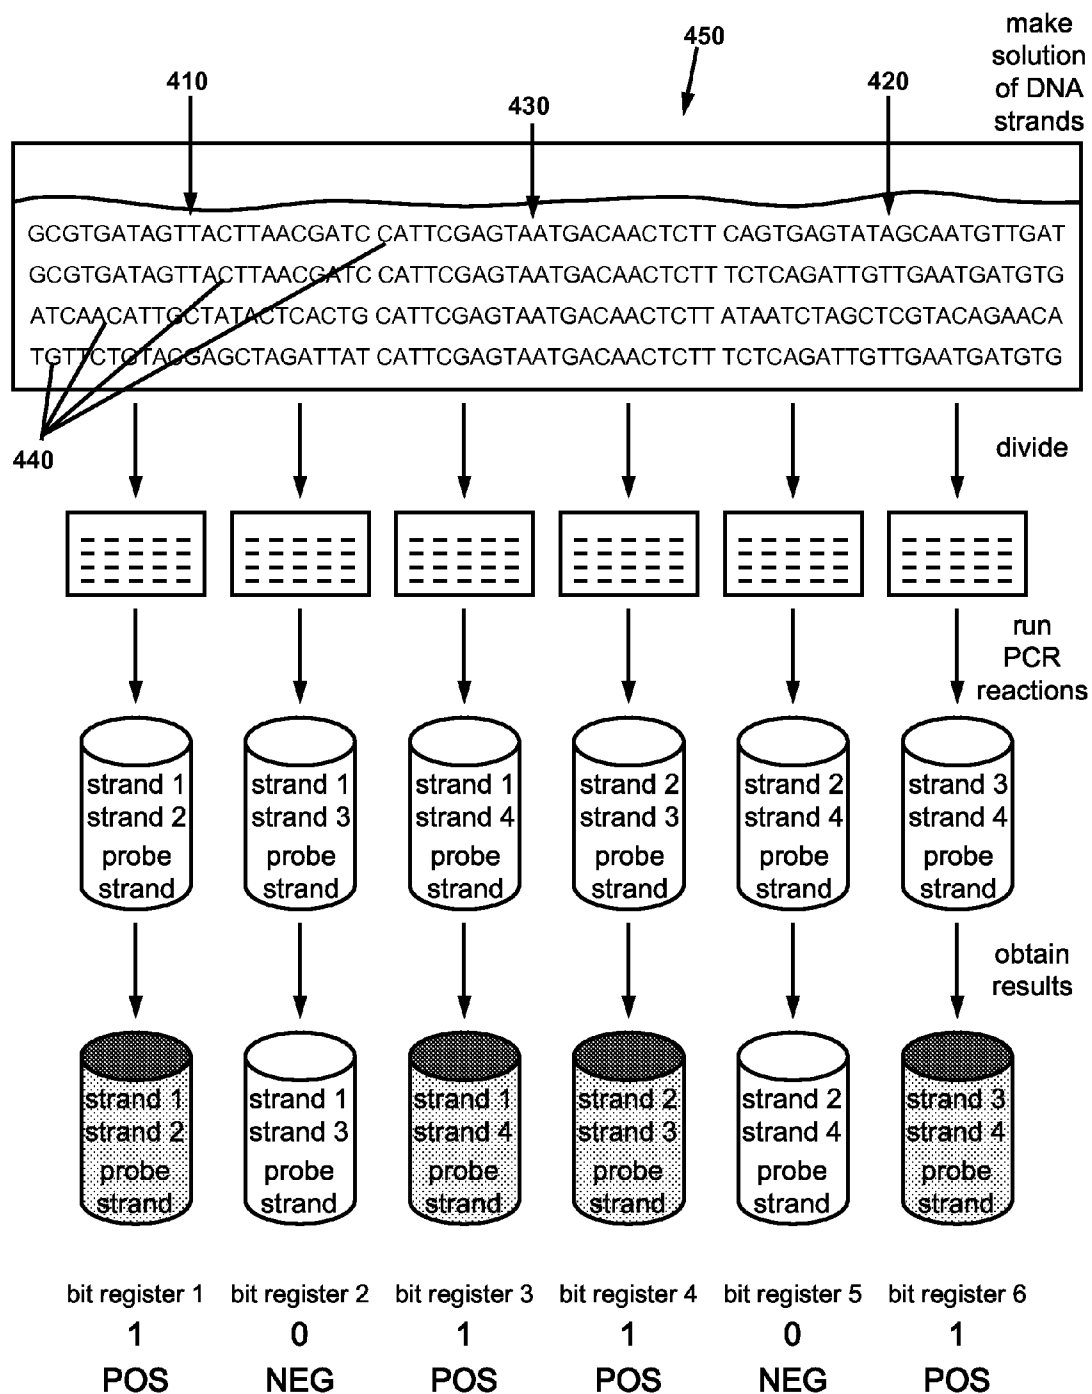 make
solution
of DNA
strands
450
410
430
420
GCGTGATAGTTACTTAACGATC CATTCGAGTAATGACAACTCTT CAGTGAGTATAGCAATGTTGAT
GCGTGATAGTTACTTAACGATC CATTCGAGTAATGACAACTCTT TCTCAGATTGTTGAATGATGTG
ATCAACATTGCTATACTCACTG CATTCGAGTAATGACAACTCTT ATAATCTAGCTCGTACAGAACA
TGTTCTGTACGAGCTAGATTAT CATTCGAGTAATGACAACTCTT TCTCAGATTGTTGAATGATGTG
440
divide
run
PCR
reactions
strand 1 strand 1 strand 1 strand 2 strand 2 strand 3
strand 2 strand 3 strand 4 strand 3 strand 4 strand 4
probe probe probe probe probe probe
strand strand strand strand strand strand
obtain
results
strand 1 strand 1 strand 1 strand 2 strand 2 strand 3
strand 2 strand 3 strand 4 strand 3 strand 4 strand 4
probe probe probe probe probe probe
strand strand strand strand strand strand
bit register 1 bit register 2 bit register 3 bit register 4 bit register 5 bit register 6
1 0 1 1 0 1
POS NEG POS POS NEG POS